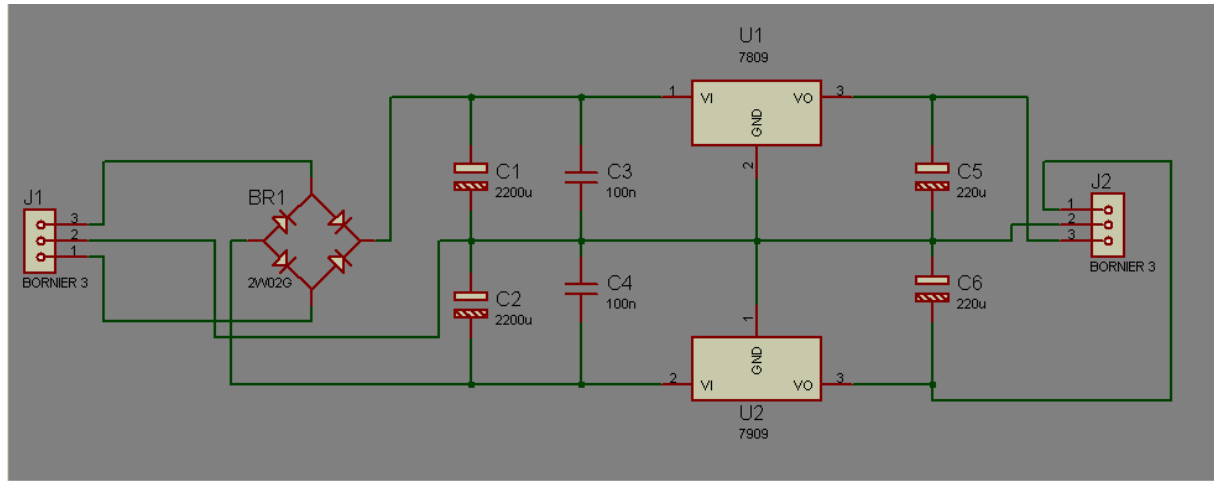 U1
7809
1
VI
VO
3
GND
2
C1
2200u
C3
100n
C5
220u
J1
3
2
1
BORNIER 3
BR1
2W02G
J2
1
2
3
BORNIER 3
C2
2200u
C4
100n
C6
220u
1
GND
2
VI
VO
3
U2
7909